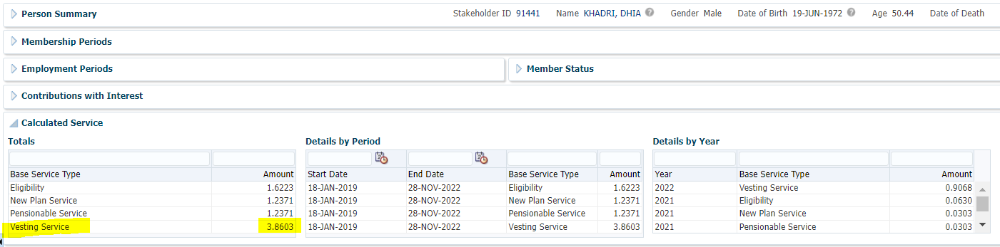 Person Summary Stakeholder ID 91441 Name KHADRI, DHIA Gender Male Date of Birth 19-JUN-1972 Age 50.44 Date of Death
Membership Periods
Employment Periods Member Status
Contributions with Interest
Calculated Service
Totals Details by Period Details by Year
Base Service Type Amount Start Date End Date Base Service Type Amount Year Base Service Type Amount
Eligibility 1.6223 18-JAN-2019 28-NOV-2022 Eligibility 1.6223 2022 Vesting Service 0.9068
New Plan Service 1.2371 18-JAN-2019 28-NOV-2022 New Plan Service 1.2371 2021 Eligibility 0.0630
Pensionable Service 1.2371 18-JAN-2019 28-NOV-2022 Pensionable Service 1.2371 2021 New Plan Service 0.0303
Vesting Service 3.8603 18-JAN-2019 28-NOV-2022 Vesting Service 3.8603 2021 Pensionable Service 0.0303